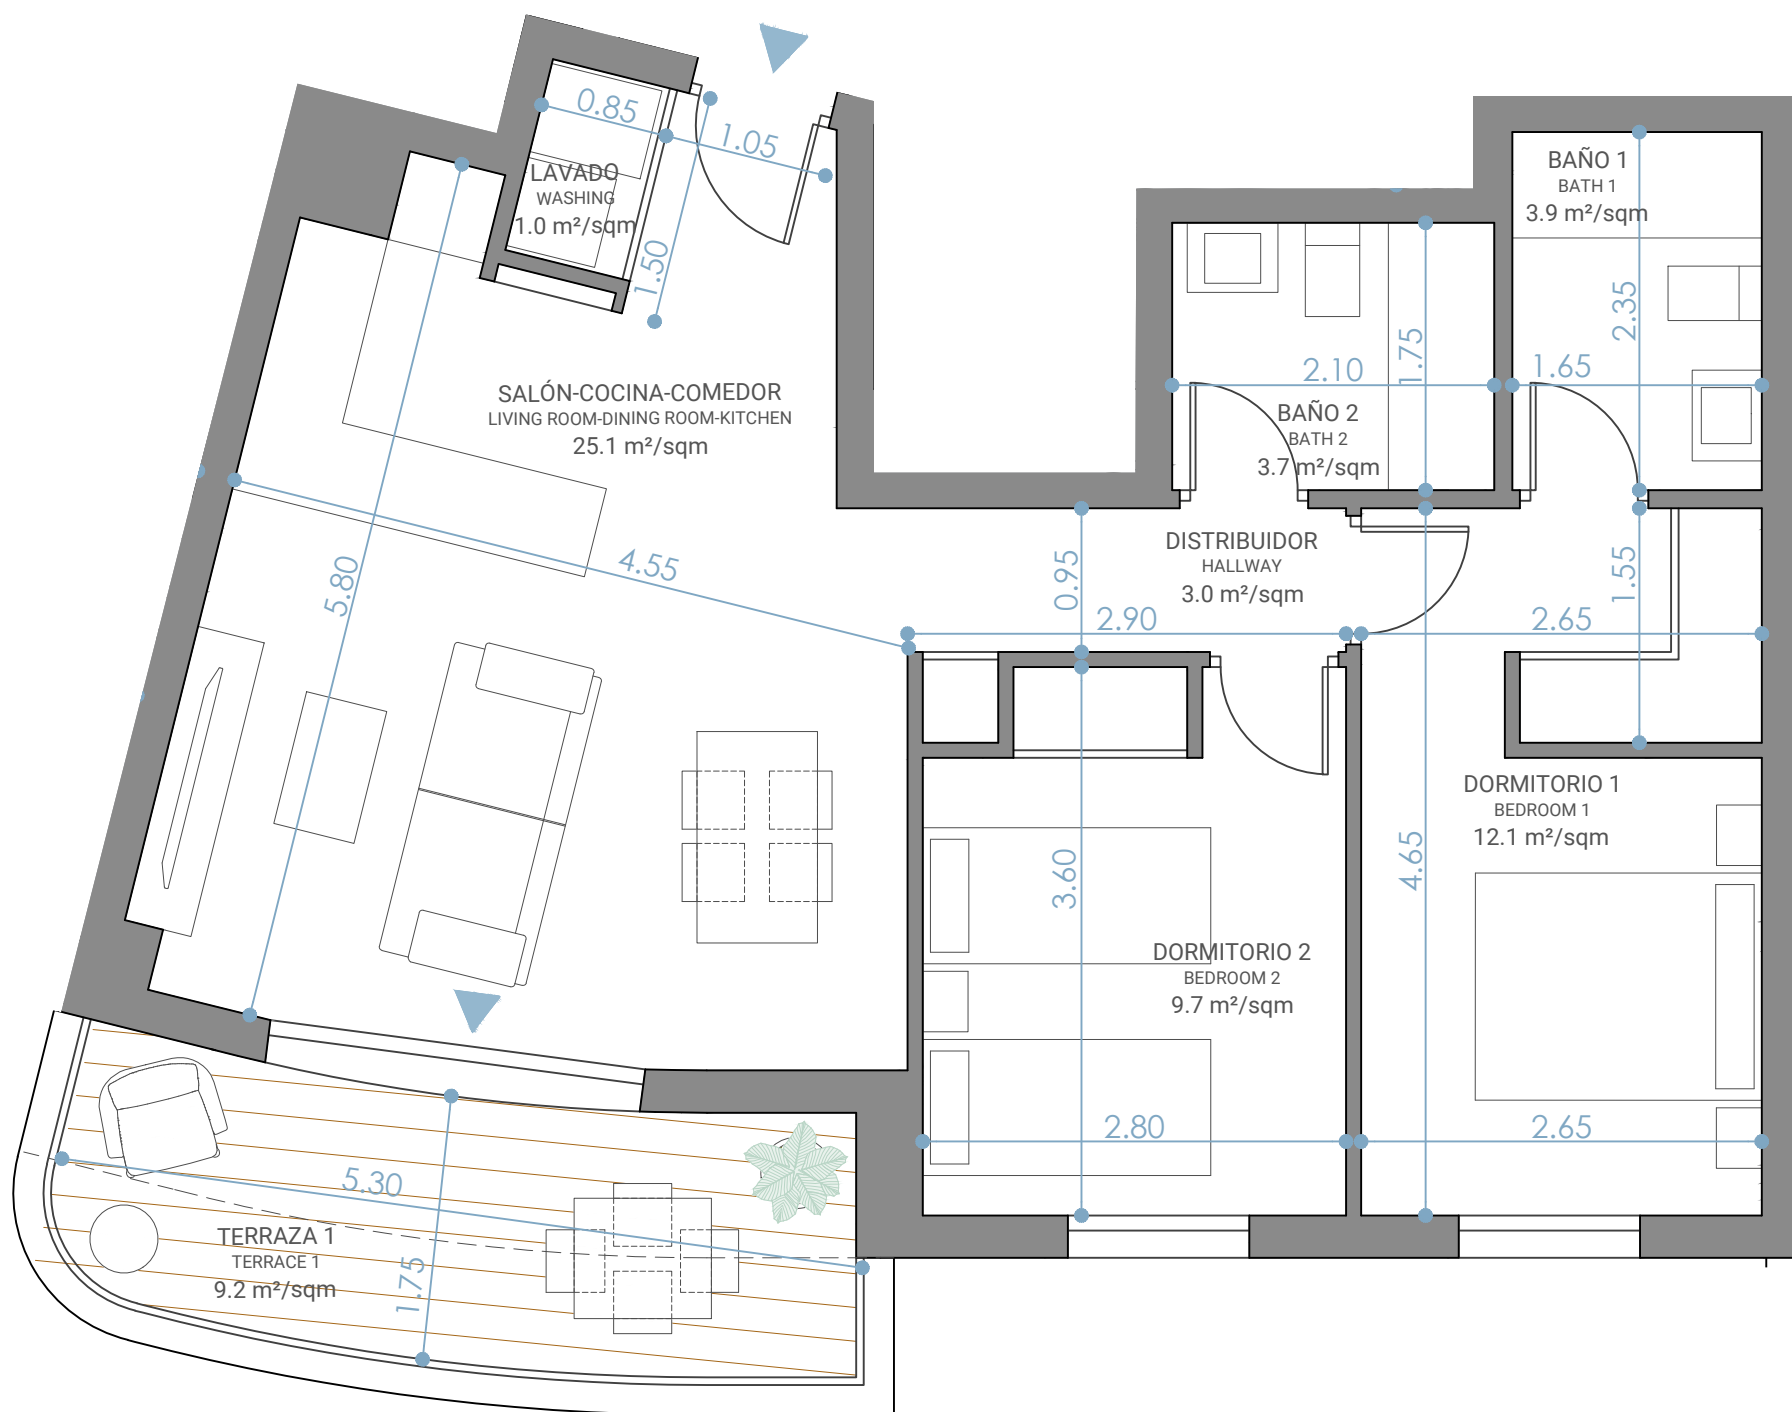 0.85
1.05
LAVADO
WASHING
1.0 m²/sqm
1.50
BAÑO 1
BATH 1
3.9 m²/sqm
2.35
1.65
1.75
2.10
BAÑO 2
BATH 2
3.7 m²/sqm
SALÓN-COCINA-COMEDOR
LIVING ROOM-DINING ROOM-KITCHEN
25.1 m²/sqm
5.80
4.55
DISTRIBUIDOR
HALLWAY
3.0 m²/sqm
0.95
2.90
1.55
2.65
DORMITORIO 1
BEDROOM 1
12.1 m²/sqm
4.65
3.60
DORMITORIO 2
BEDROOM 2
9.7 m²/sqm
2.80
2.65
5.30
TERRAZA 1
TERRACE 1
9.2 m²/sqm
1.75